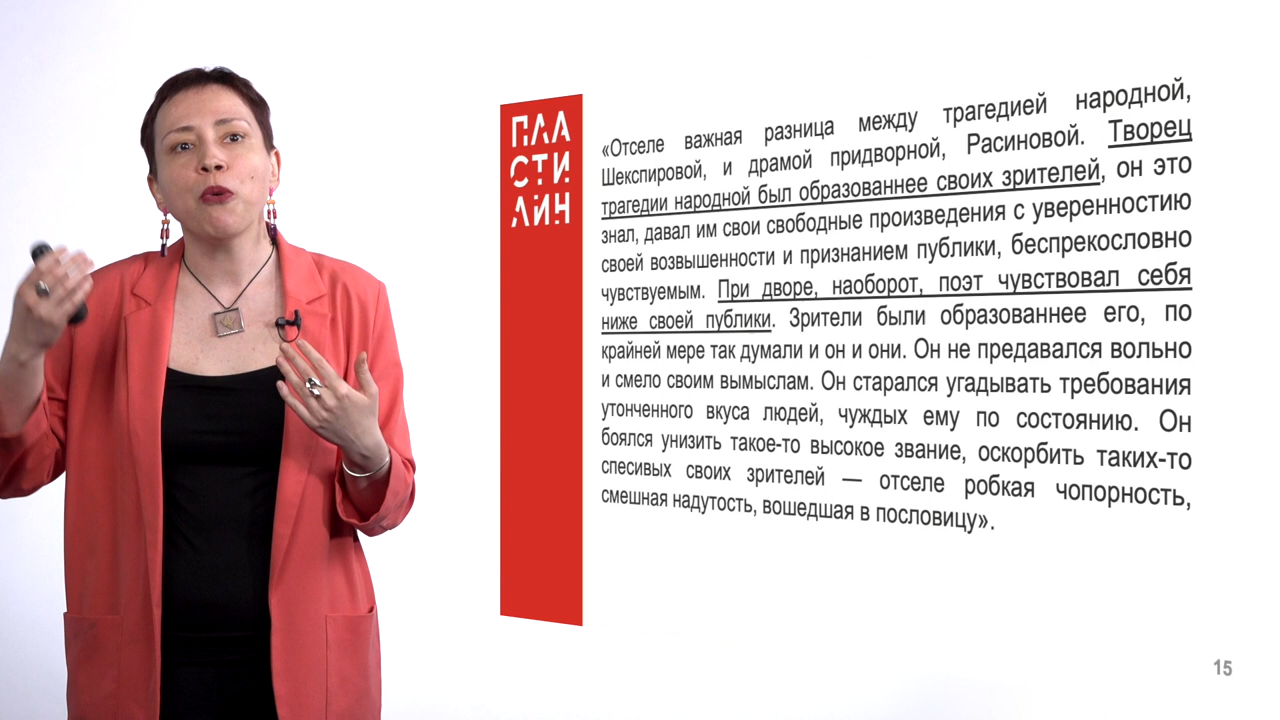 ПЛА
СТИ
ЛИН
«Отселе важная разница между трагедией народной,
Шекспировой, и драмой придворной, Расиновой. Творец
трагедии народной был образованнее своих зрителей, он это
знал, давал им свои свободные произведения с уверенностию
своей возвышенности и признанием публики, беспрекословно
чувствуемым. При дворе, наоборот, поэт чувствовал себя
ниже своей публики. Зрители были образованнее его, по
крайней мере так думали и он и они. Он не предавался вольно
и смело своим вымыслам. Он старался угадывать требования
утонченного вкуса людей, чуждых ему по состоянию. Он
боялся унизить такое-то высокое звание, оскорбить таких-то
спесивых своих зрителей — отселе робкая чопорность,
смешная надутость, вошедшая в пословицу».
15